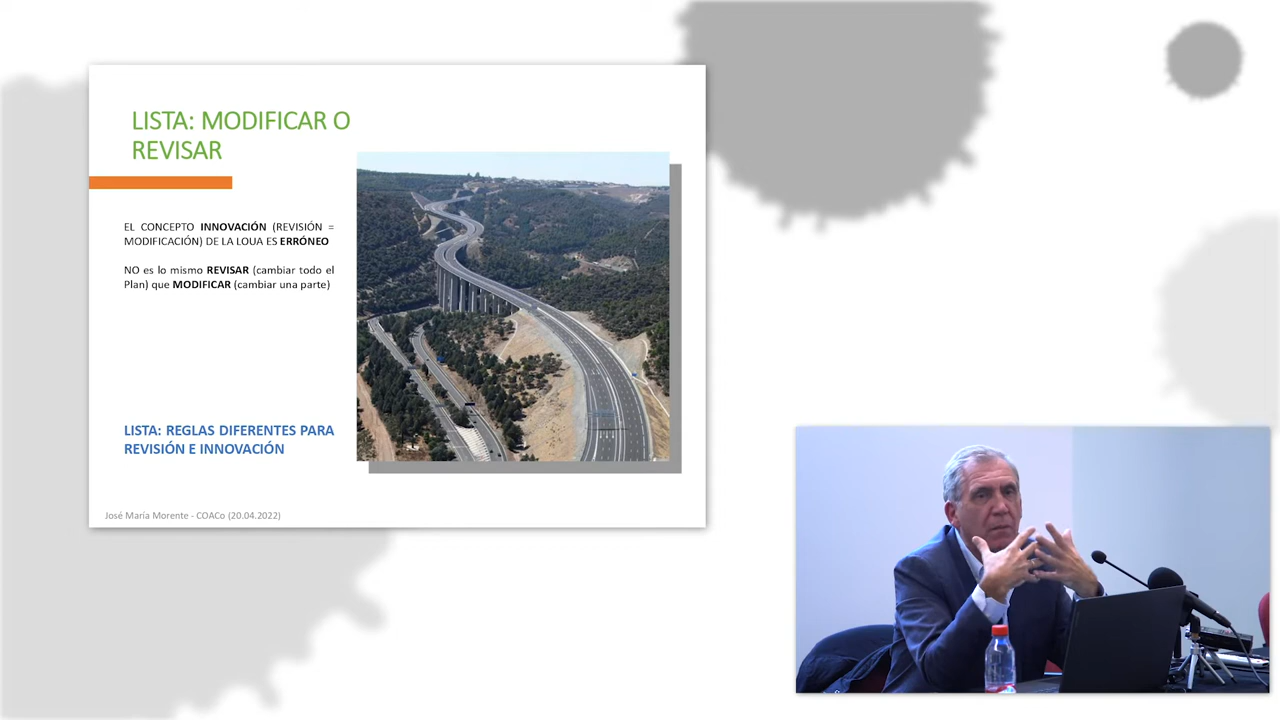 LISTA: MODIFICAR O
REVISAR
EL CONCEPTO INNOVACIÓN (REVISIÓN =
MODIFICACIÓN) DE LA LOUA ES ERRÓNEO
NO es lo mismo REVISAR (cambiar todo el
Plan) que MODIFICAR (cambiar una parte)
LISTA: REGLAS DIFERENTES PARA
REVISIÓN E INNOVACIÓN
José María Morente - COACo (20.04.2022)